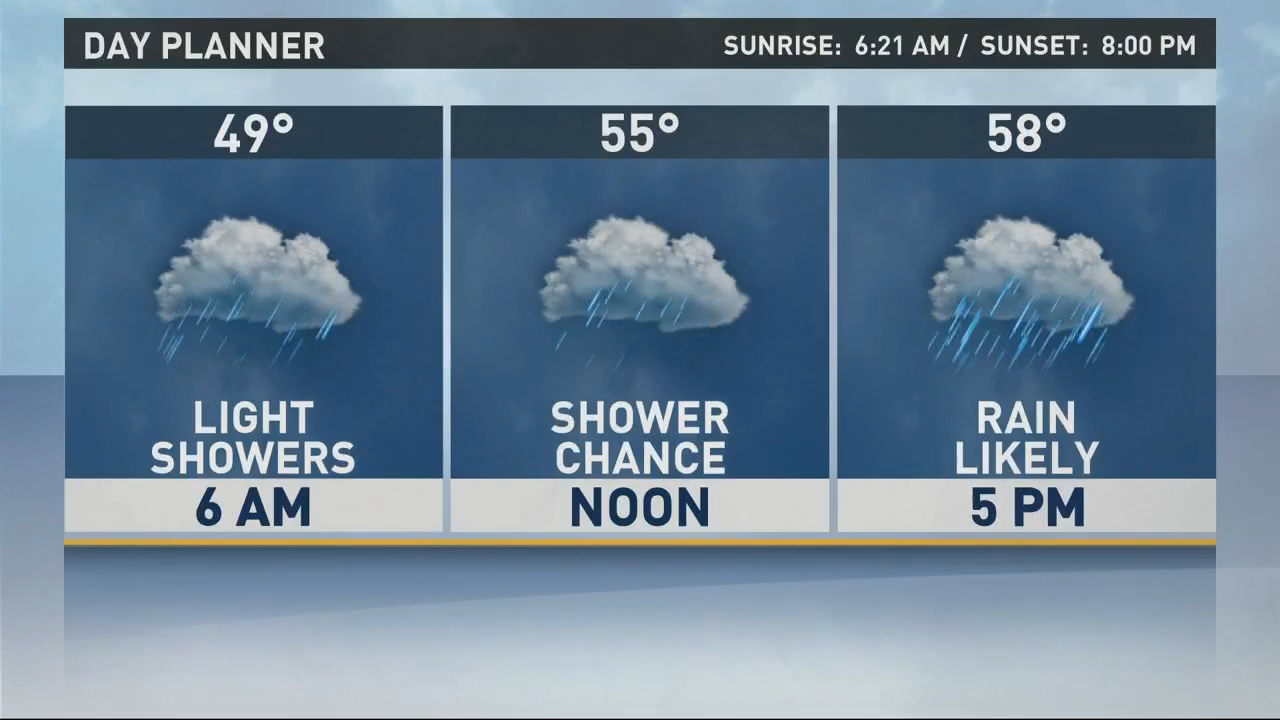 DAY PLANNER
SUNRISE: 6:21 AM / SUNSET: 8:00 PM
49°
LIGHT
SHOWERS
6 AM
55°
SHOWER
CHANCE
NOON
58°
RAIN
LIKELY
5 PM